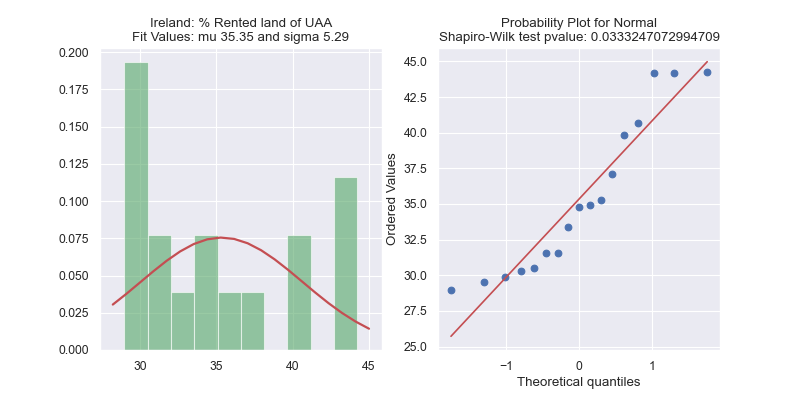 Ireland: % Rented land of UAA
Fit Values: mu 35.35 and sigma 5.29
0.200
0.175
0.150
0.125
0.100
0.075
0.050
0.025
0.000
30 35 40 45
Probability Plot for Normal
Shapiro-Wilk test pvalue: 0.0333247072994709
Ordered Values
45.0
42.5
40.0
37.5
35.0
32.5
30.0
27.5
25.0
−1 0 1
Theoretical quantiles